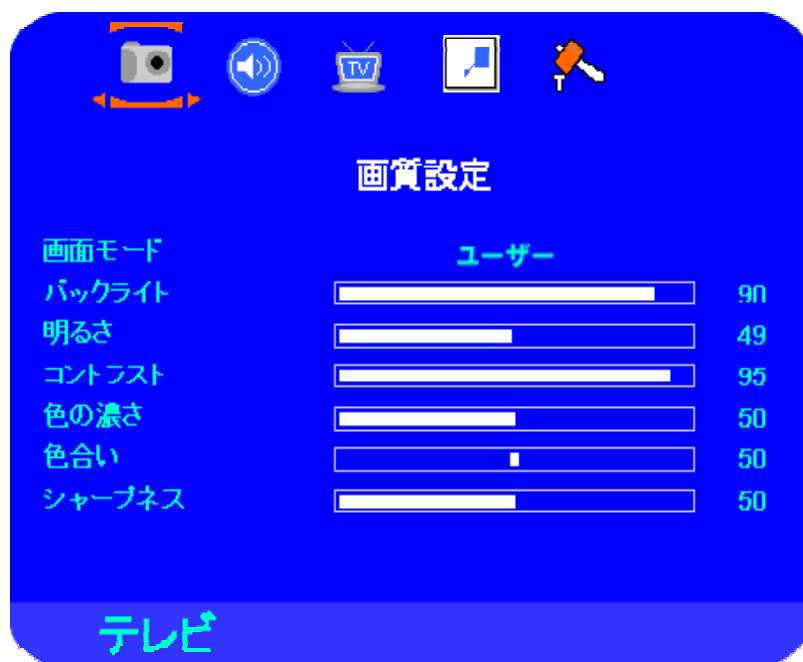 TV
T
画質設定
画面モード ユーザー
バックライト 90
明るさ 49
コントラスト 95
色の濃さ 50
色合い 50
シャープネス 50
テレビ